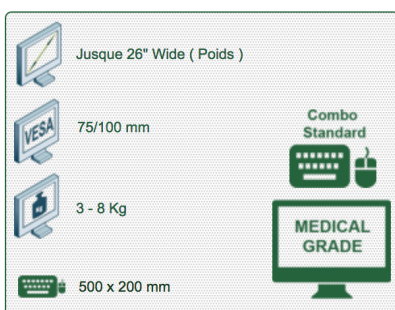 Jusque 26" Wide ( Poids )
VESA
75/100 mm
Combo
Standard
3 - 8 Kg
MEDICAL
GRADE
500 x 200 mm